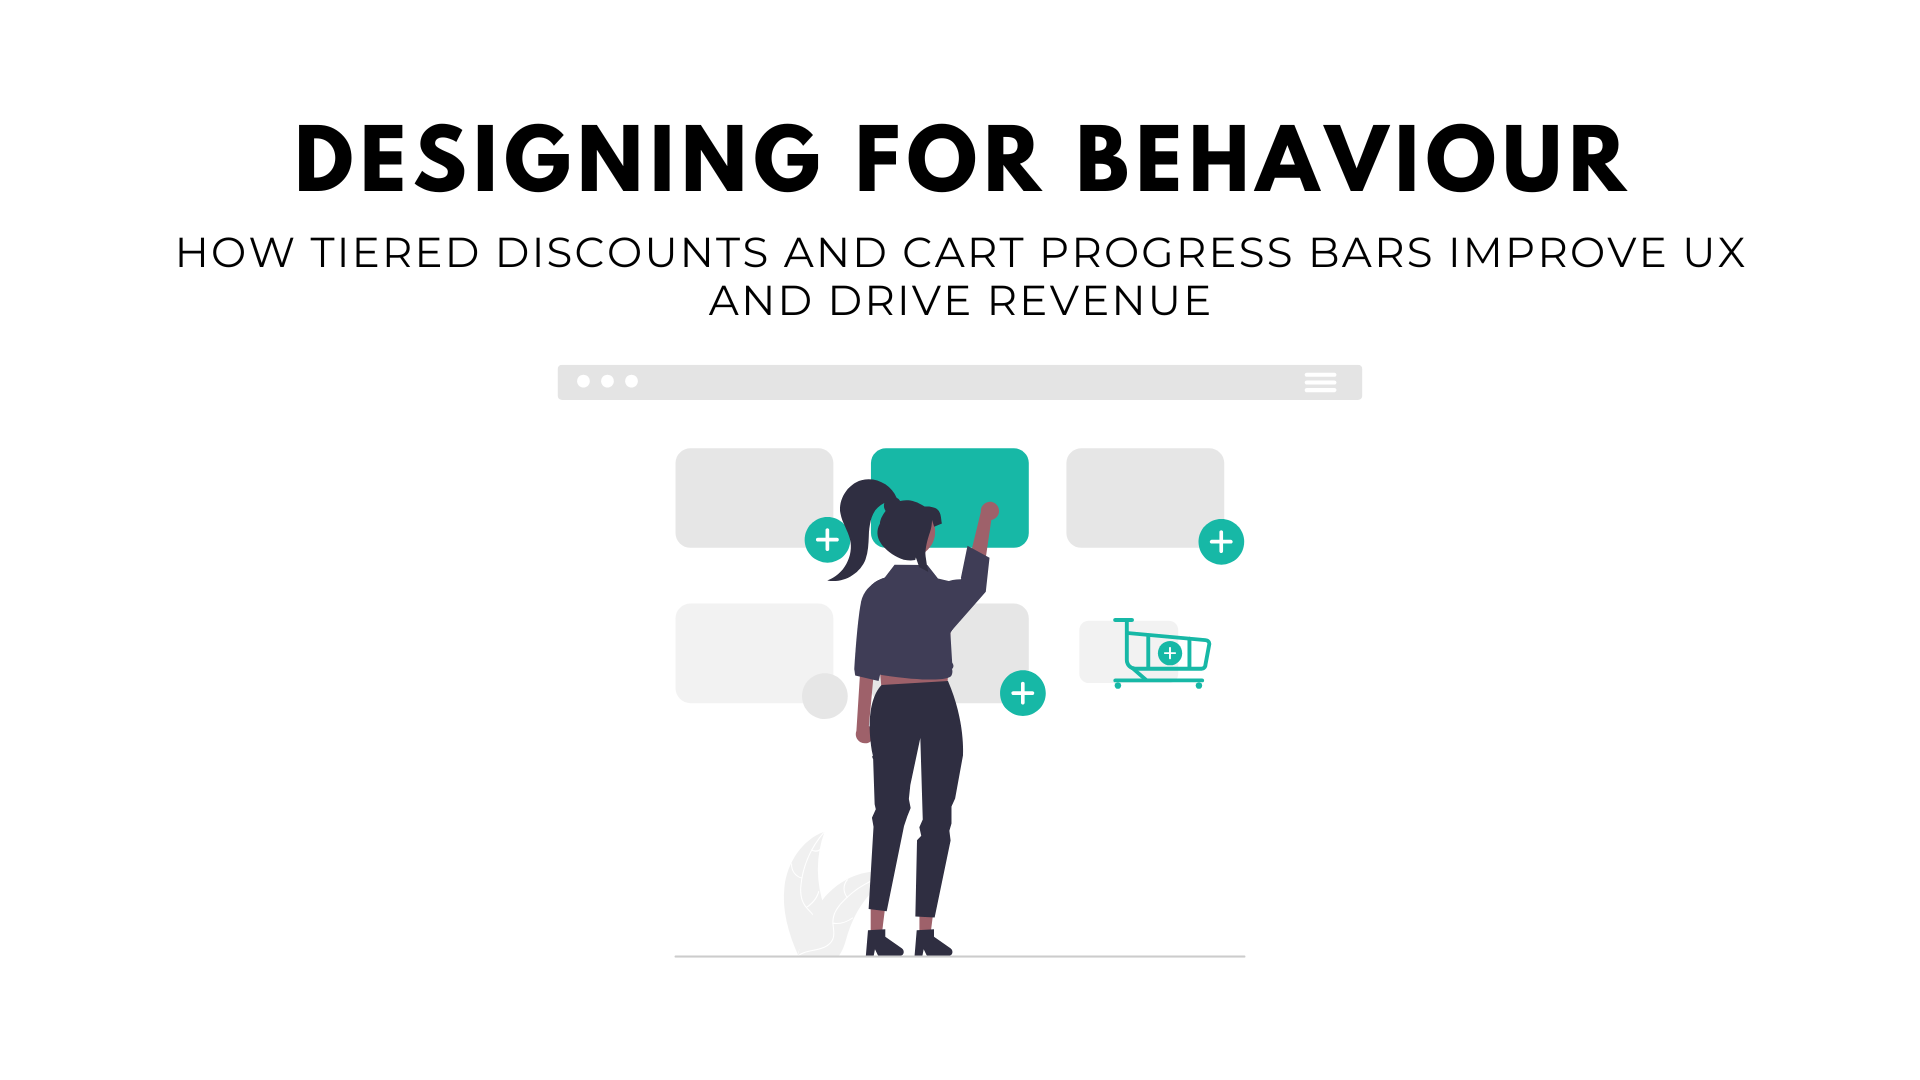 DESIGNING FOR BEHAVIOUR
HOW TIERED DISCOUNTS AND CART PROGRESS BARS IMPROVE UX
AND DRIVE REVENUE